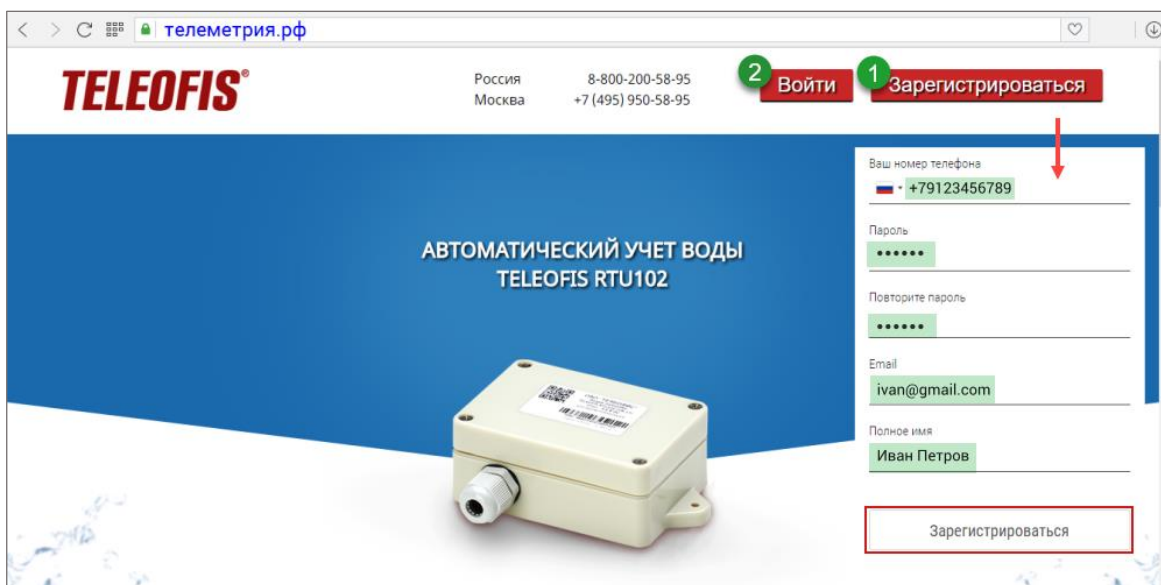 телеметрия.рф
TELEOFIS®
Россия 8-800-200-58-95
Москва +7 (495) 950-58-95
2 Войти
1 Зарегистрироваться
Ваш номер телефона
+79123456789
Пароль
••••••
Повторите пароль
••••••
Email
ivan@gmail.com
Полное имя
Иван Петров
Зарегистрироваться
АВТОМАТИЧЕСКИЙ УЧЕТ ВОДЫ
TELEOFIS RTU102